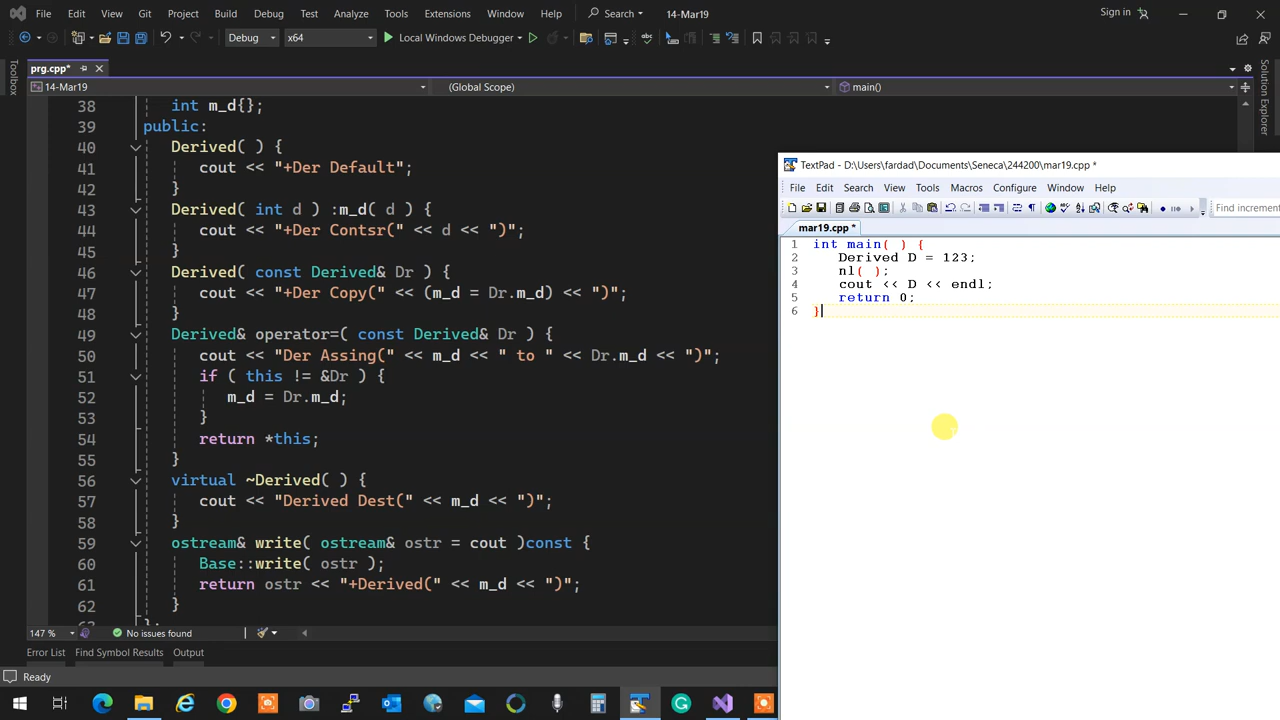 File Edit View Git Project Build Debug Test Analyze Tools Extensions Window Help Search 14-Mar19 Sign in
Debug x64 Local Windows Debugger
prg.cpp*
14-Mar19 (Global Scope) main()
Toolbox
Solution Explorer
38 int m_d{};
39 public:
40 Derived( ) {
41 cout << "+Der Default";
42 }
43 Derived( int d ) :m_d( d ) {
44 cout << "+Der Contsr(" << d << ")";
45 }
46 Derived( const Derived& Dr ) {
47 cout << "+Der Copy(" << (m_d = Dr.m_d) << ")";
48 }
49 Derived& operator=( const Derived& Dr ) {
50 cout << "Der Assing(" << m_d << " to " << Dr.m_d << ")";
51 if ( this != &Dr ) {
52 m_d = Dr.m_d;
53 }
54 return *this;
55 }
56 virtual ~Derived( ) {
57 cout << "Derived Dest(" << m_d << ")";
58 }
59 ostream& write( ostream& ostr = cout )const {
60 Base::write( ostr );
61 return ostr << "+Derived(" << m_d << ")";
62 }
147 % No issues found
Error List Find Symbol Results Output
Ready
TextPad - D:\Users\fardad\Documents\Seneca\244200\mar19.cpp *
File Edit Search View Tools Macros Configure Window Help
Find increment
mar19.cpp *
1 int main( ) {
2 Derived D = 123;
3 nl( );
4 cout << D << endl;
5 return 0;
6 }